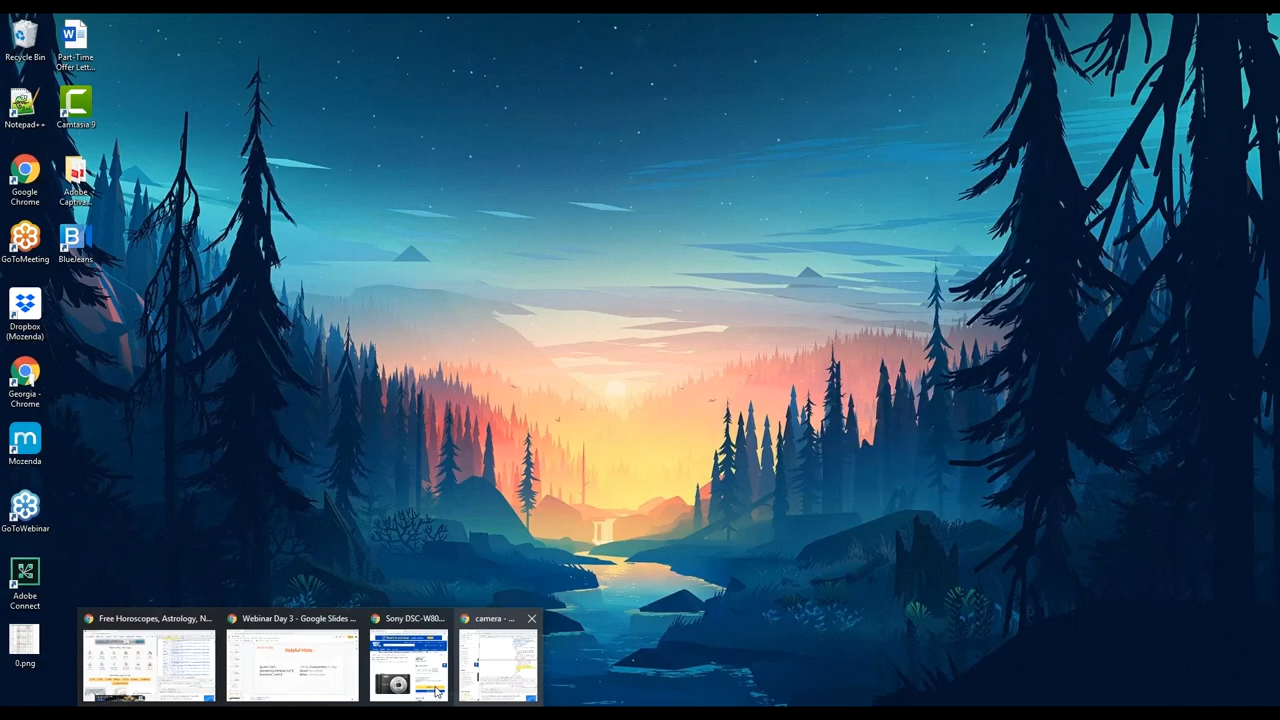 Recycle Bin
Part-Time
Offer Lett...
Notepad++
Camtasia 9
Google
Chrome
Adobe
Captiva...
GoToMeeting
BlueJeans
Dropbox
(Mozenda)
Georgia -
Chrome
Mozenda
GoToWebinar
Adobe
Connect
0.png
Free Horoscopes, Astrology, N...
Webinar Day 3 - Google Slides ...
Sony DSC-W80...
camera - ...
Helpful Hints